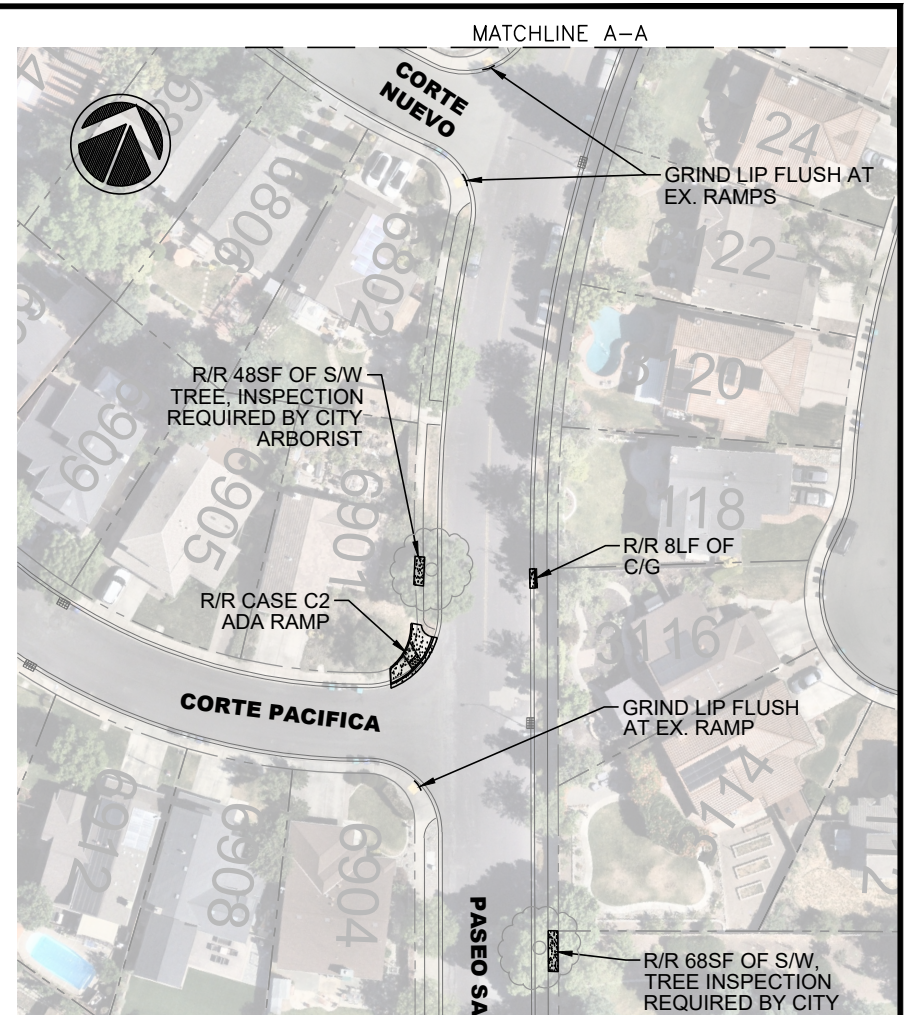 MATCHLINE A-A
CORTE
NUEVO
24
GRIND LIP FLUSH AT
EX. RAMPS
6806
6802
22
120
R/R 48SF OF S/W
TREE, INSPECTION
REQUIRED BY CITY
ARBORIST
6909
6905
6901
118
R/R 8LF OF
C/G
R/R CASE C2
ADA RAMP
116
CORTE PACIFICA
GRIND LIP FLUSH
AT EX. RAMP
114
6912
6908
6904
112
PASEO SA
R/R 68SF OF S/W,
TREE INSPECTION
REQUIRED BY CITY